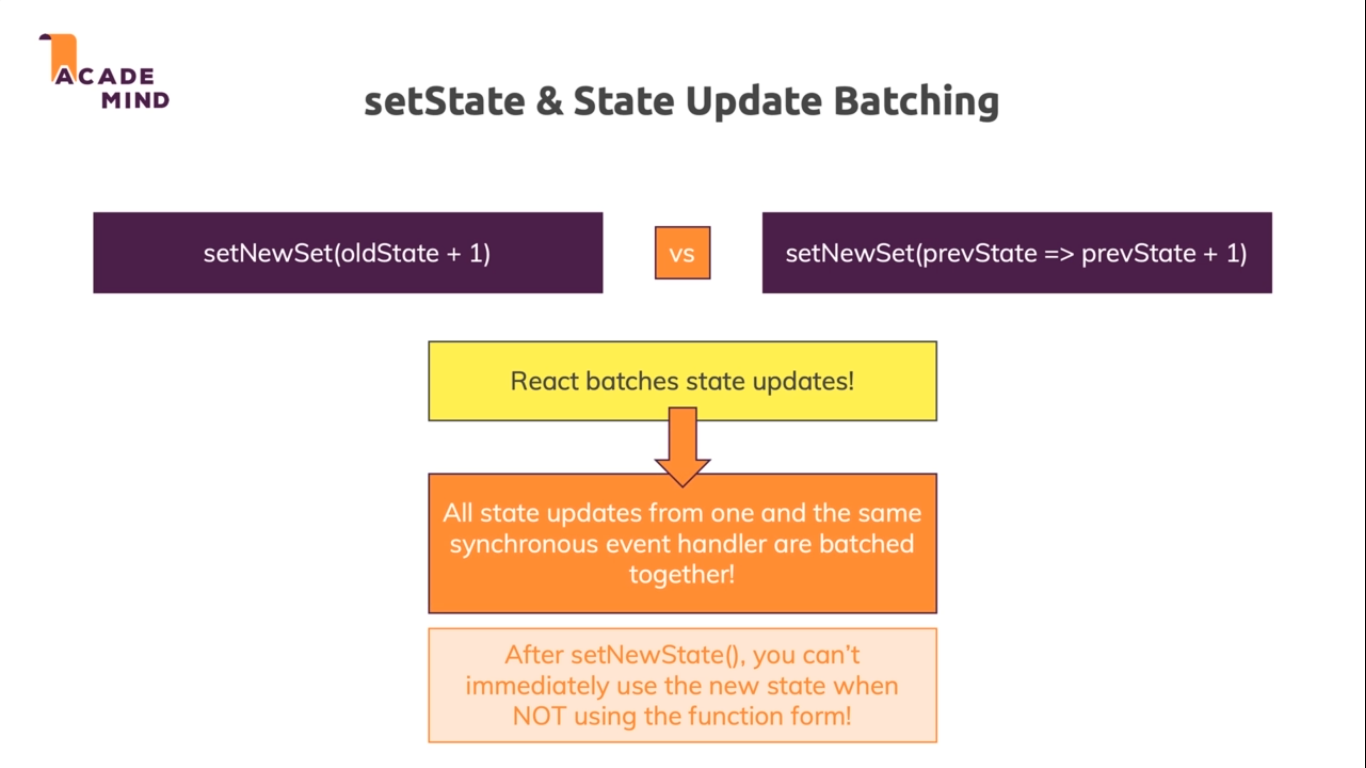 ACADE
MIND
setState & State Update Batching
setNewSet(oldState + 1)
vs
setNewSet(prevState => prevState + 1)
React batches state updates!
All state updates from one and the same
synchronous event handler are batched
together!
After setNewState(), you can't
immediately use the new state when
NOT using the function form!